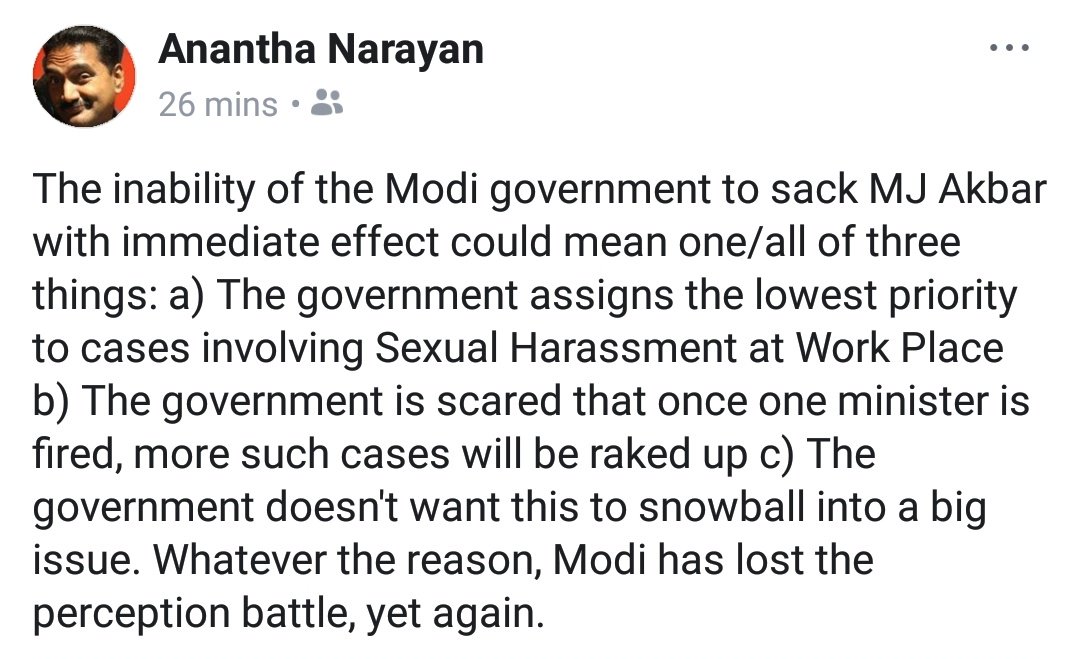 Anantha Narayan
26 mins •
The inability of the Modi government to sack MJ Akbar
with immediate effect could mean one/all of three
things: a) The government assigns the lowest priority
to cases involving Sexual Harassment at Work Place
b) The government is scared that once one minister is
fired, more such cases will be raked up c) The
government doesn't want this to snowball into a big
issue. Whatever the reason, Modi has lost the
perception battle, yet again.